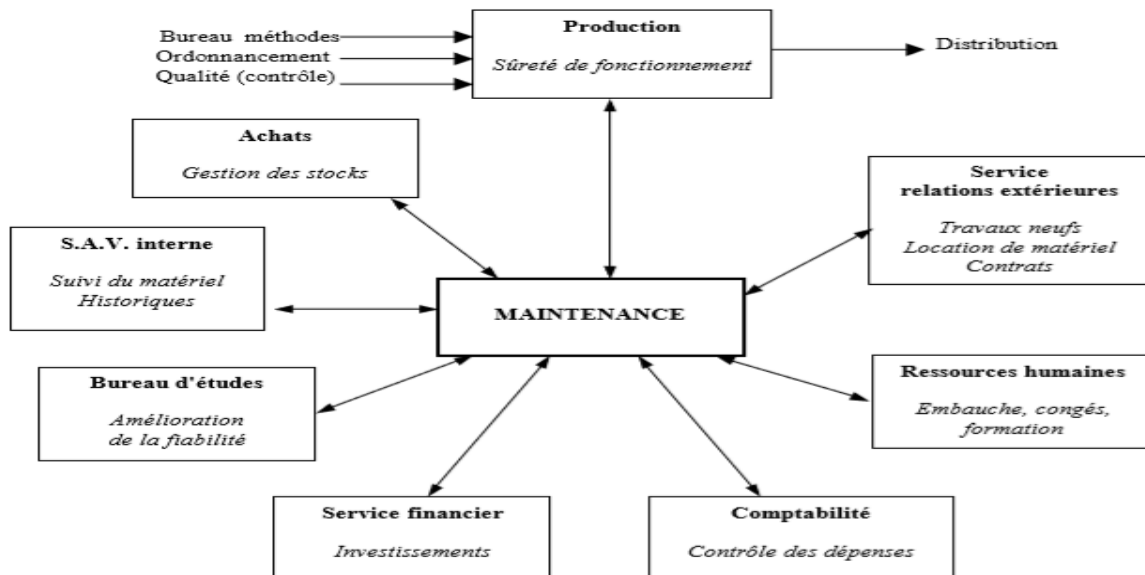 Production
Sûreté de fonctionnement
Bureau méthodes
Ordonnancement
Qualité (contrôle)
Distribution
Achats
Gestion des stocks
Service
relations extérieures
Travaux neufs
Location de matériel
Contrats
S.A.V. interne
Suivi du matériel
Historiques
MAINTENANCE
Bureau d'études
Amélioration
de la fiabilité
Ressources humaines
Embauche, congés,
formation
Service financier
Investissements
Comptabilité
Contrôle des dépenses